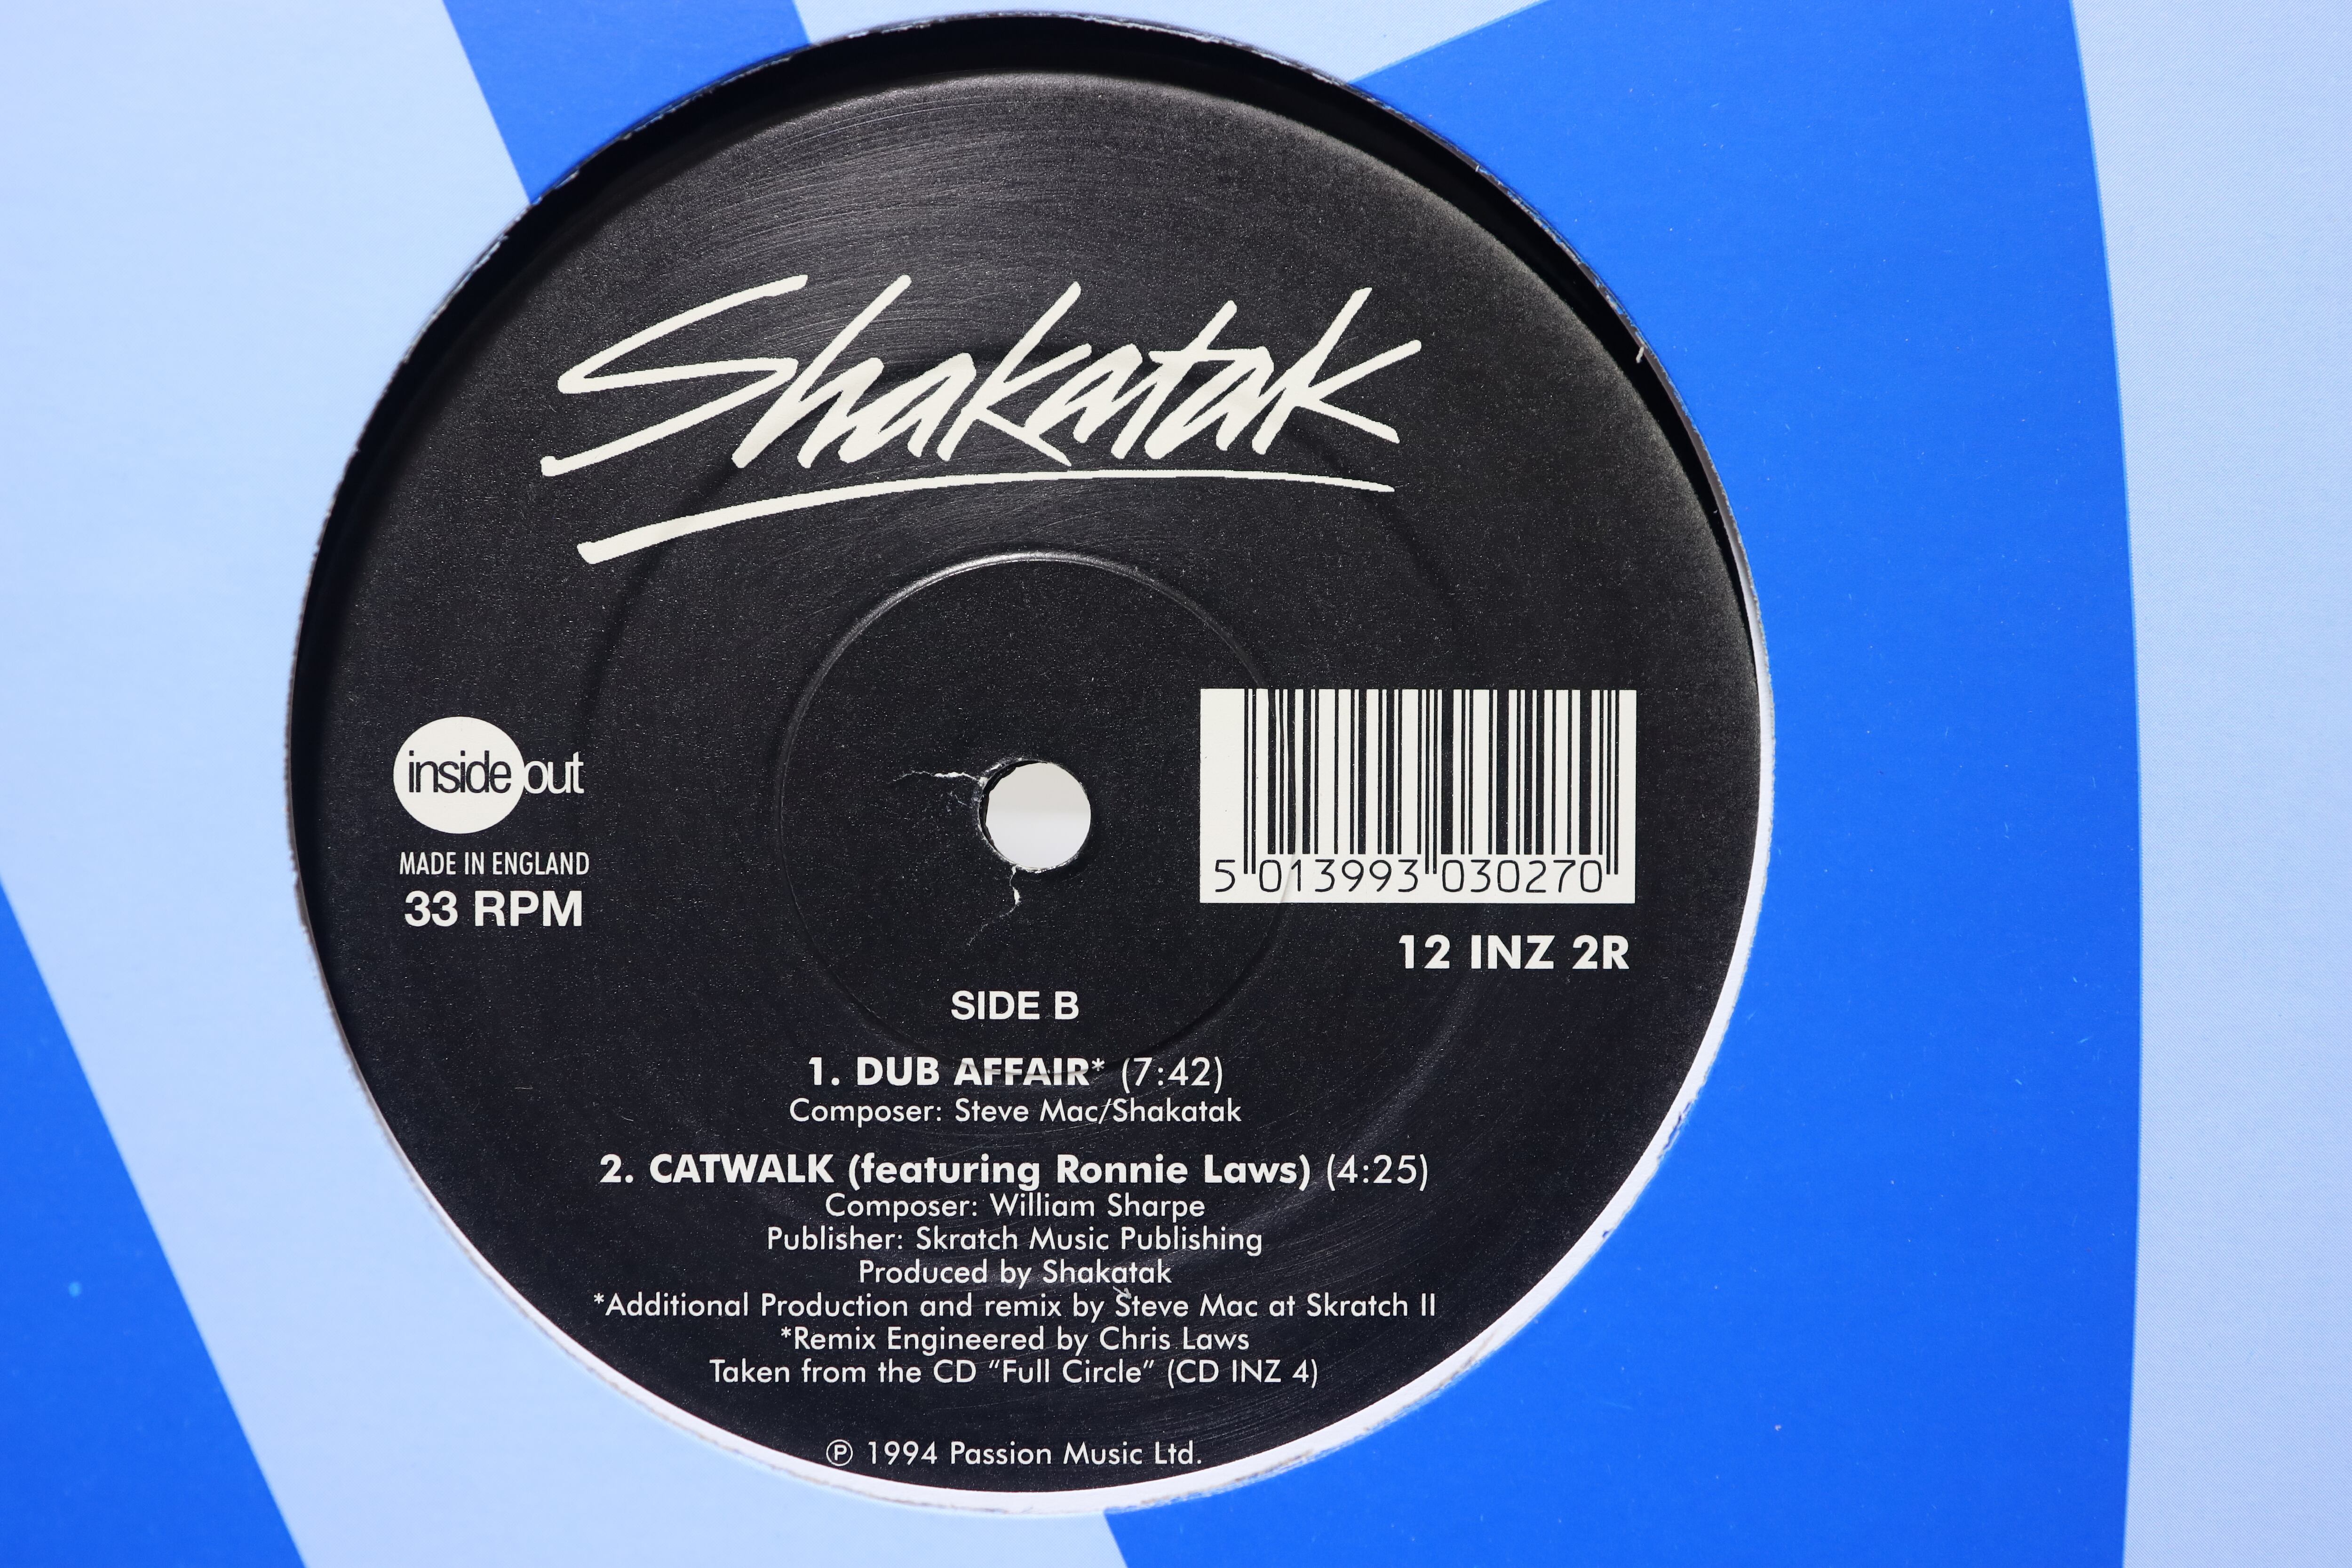 Shakatak
inside out
MADE IN ENGLAND
33 RPM
5 013993 030270
12 INZ 2R
SIDE B
1. DUB AFFAIR* (7:42)
Composer: Steve Mac/Shakatak
2. CATWALK (featuring Ronnie Laws) (4:25)
Composer: William Sharpe
Publisher: Skratch Music Publishing
Produced by Shakatak
*Additional Production and remix by Steve Mac at Skratch II
*Remix Engineered by Chris Laws
Taken from the CD “Full Circle” (CD INZ 4)
℗ 1994 Passion Music Ltd.